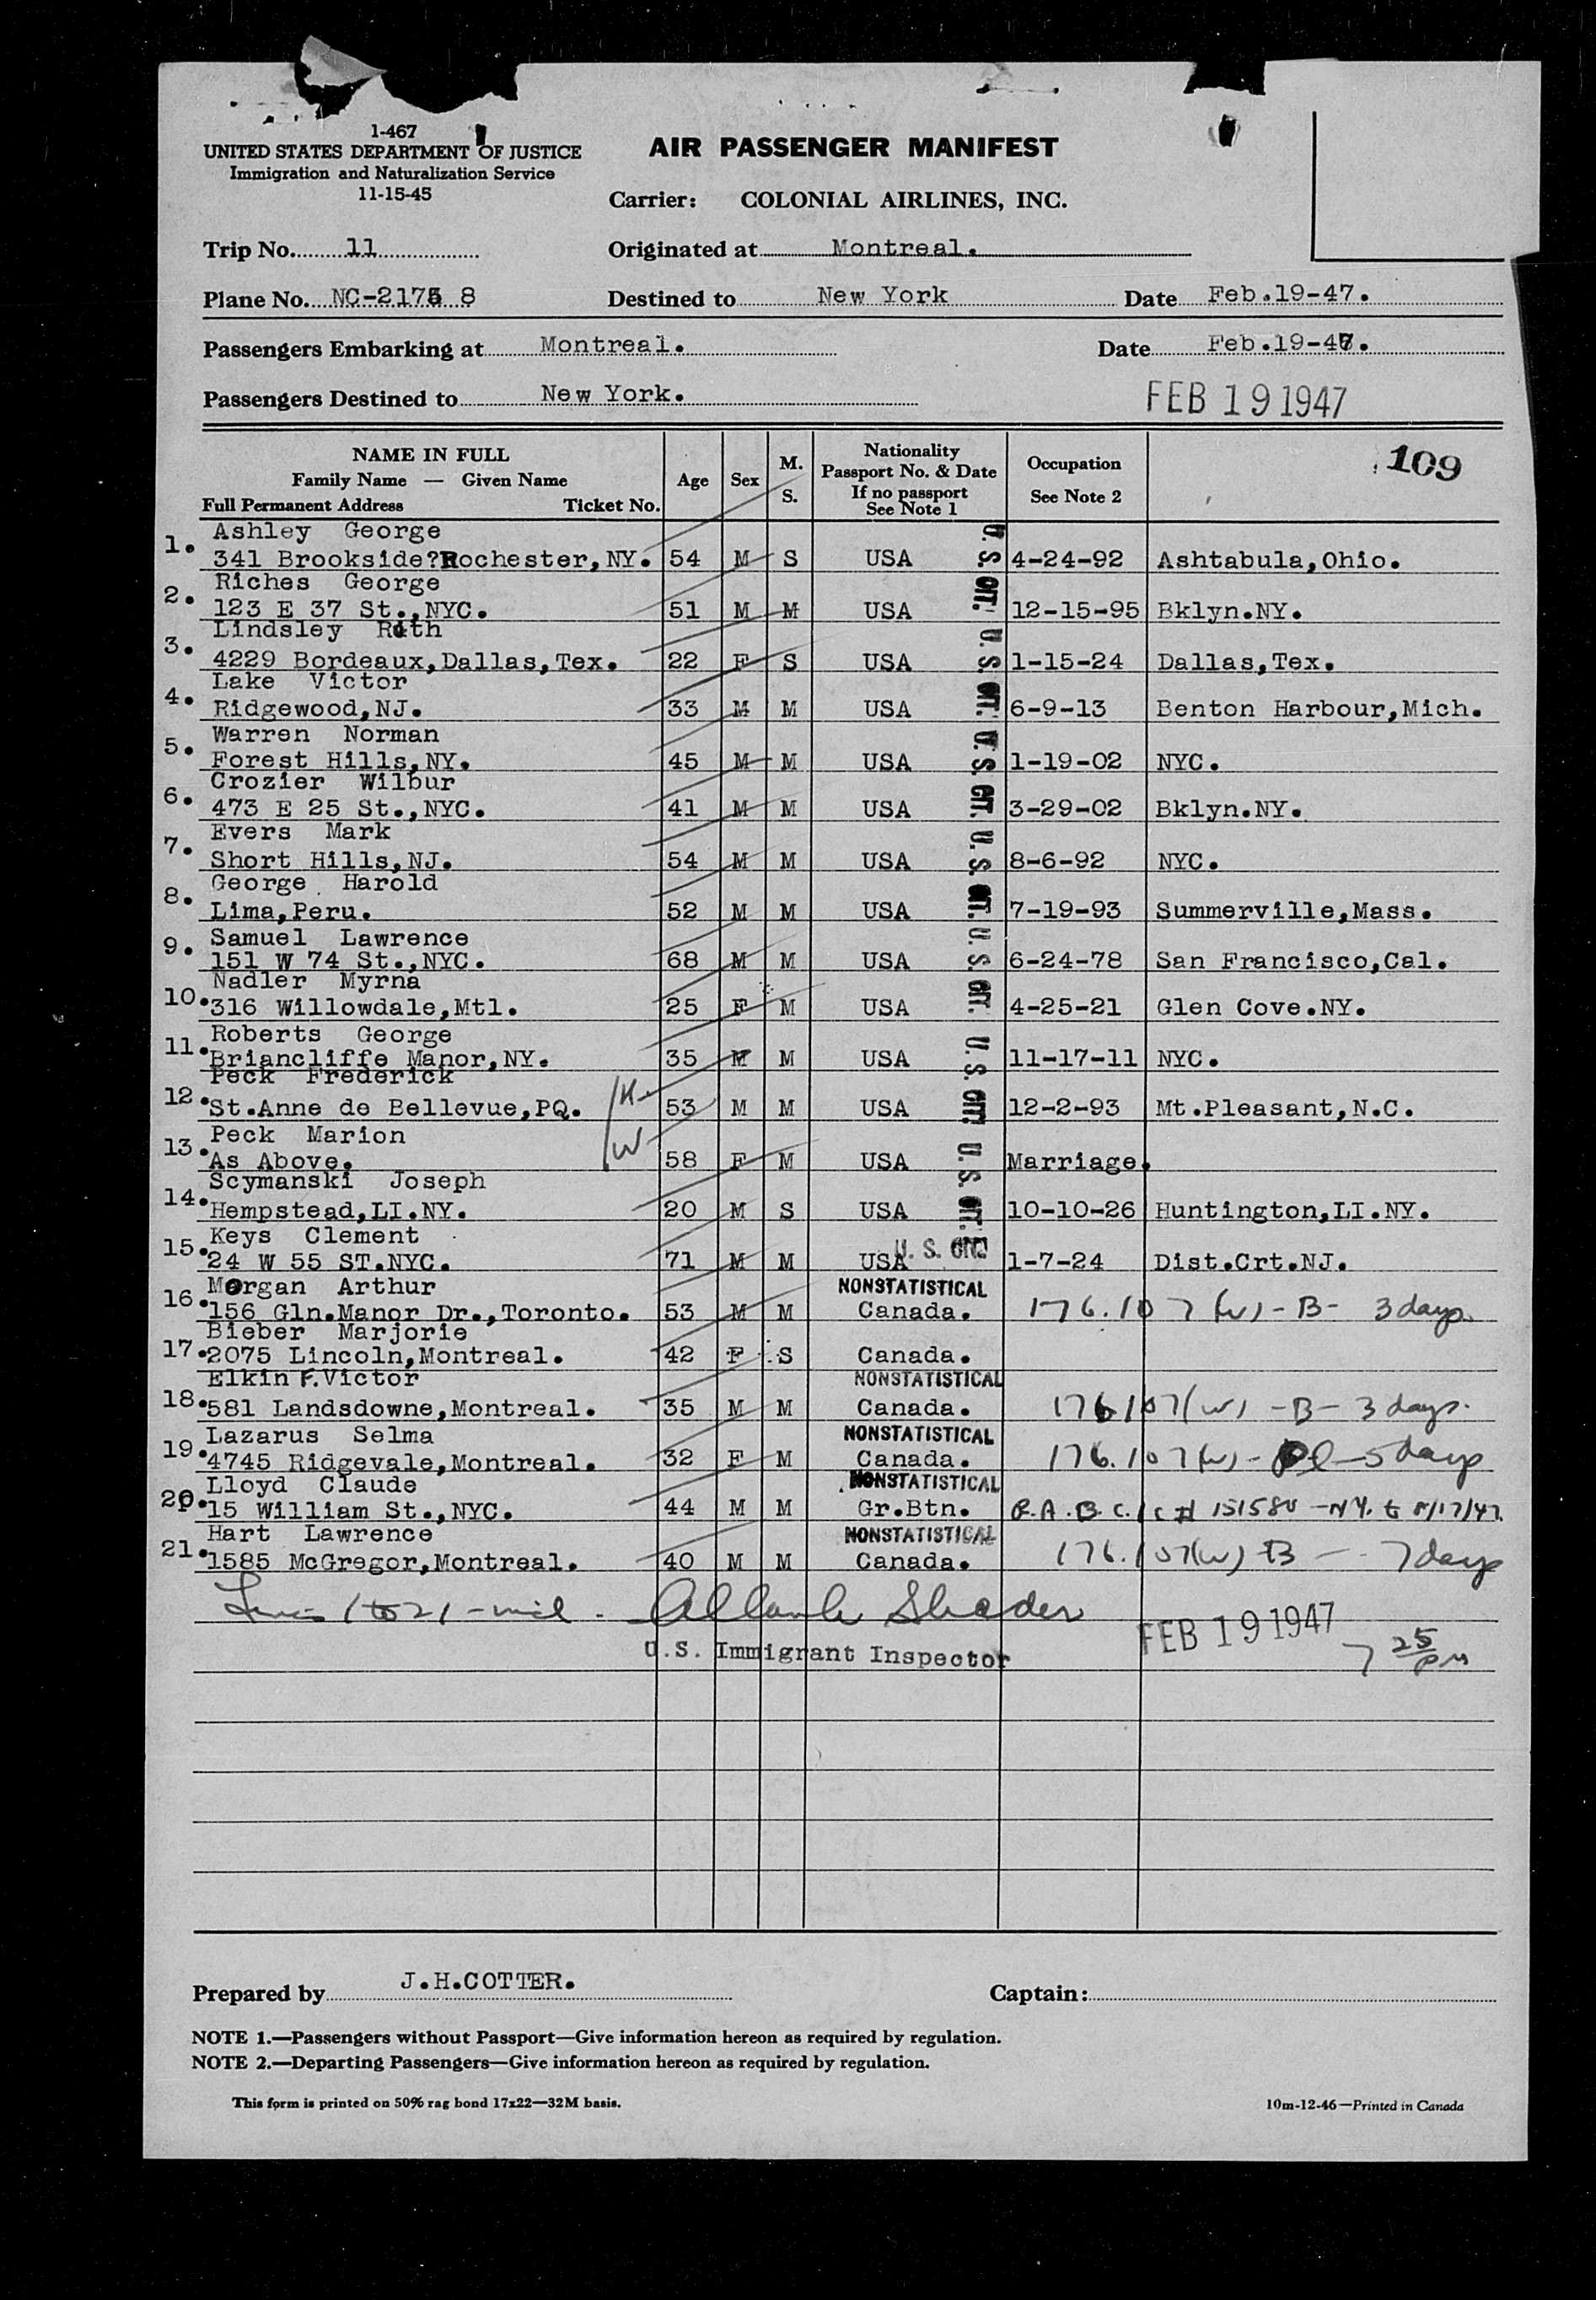 1-467
UNITED STATES DEPARTMENT OF JUSTICE
Immigration and Naturalization Service
11-15-45
AIR PASSENGER MANIFEST
Carrier: COLONIAL AIRLINES, INC.
Trip No. 11 Originated at Montreal.
Plane No. NC-2175 8 Destined to New York Date Feb.19-47.
Passengers Embarking at Montreal. Date Feb.19-47.
Passengers Destined to New York.
FEB 19 1947
NAME IN FULL
Family Name — Given Name
Full Permanent Address Ticket No.
Age Sex M. S.
Nationality
Passport No. & Date
If no passport
See Note 1
Occupation
See Note 2
109
Ashley George
1. 341 Brookside?Rochester,NY. 54 M S USA U. S. CIT. 4-24-92 Ashtabula,Ohio.
Riches George
2. 123 E 37 St.,NYC. 51 M M USA 12-15-95 Bklyn.NY.
Lindsley Ruth
3. 4229 Bordeaux,Dallas,Tex. 22 F S USA U. S. CIT. 1-15-24 Dallas,Tex.
Lake Victor
4. Ridgewood,NJ. 33 M M USA 6-9-13 Benton Harbour,Mich.
Warren Norman
5. Forest Hills,NY. 45 M M USA U. S. CIT. 1-19-02 NYC.
Crozier Wilbur
6. 473 E 25 St.,NYC. 41 M M USA 3-29-02 Bklyn.NY.
Evers Mark
7. Short Hills,NJ. 54 M M USA U. S. CIT. 8-6-92 NYC.
George Harold
8. Lima,Peru. 52 M M USA 7-19-93 Summerville,Mass.
Samuel Lawrence
9. 151 W 74 St.,NYC. 68 M M USA U. S. CIT. 6-24-78 San Francisco,Cal.
Nadler Myrna
10. 316 Willowdale,Mtl. 25 F M USA 4-25-21 Glen Cove.NY.
Roberts George
11. Briancliffe Manor,NY. 35 M M USA U. S. CIT. 11-17-11 NYC.
Peck Frederick
12. St.Anne de Bellevue,PQ. H 53 M M USA 12-2-93 Mt.Pleasant,N.C.
Peck Marion
13. As Above. W 58 F M USA U. S. CIT. Marriage.
Scymanski Joseph
14. Hempstead,LI.NY. 20 M S USA 10-10-26 Huntington,LI.NY.
Keys Clement
15. 24 W 55 ST.NYC. 71 M M USA U. S. CIT. 1-7-24 Dist.Crt.NJ.
Morgan Arthur NONSTATISTICAL
16. 156 Gln.Manor Dr.,Toronto. 53 M M Canada. 176.107(w)-B- 3 days.
Bieber Marjorie
17. 2075 Lincoln,Montreal. 42 F S Canada.
Elkin F.Victor NONSTATISTICAL
18. 581 Landsdowne,Montreal. 35 M M Canada. 176.107(w)-B- 3 days.
Lazarus Selma NONSTATISTICAL
19. 4745 Ridgevale,Montreal. 32 F M Canada. 176.107(w)- Pl-5 days
Lloyd Claude NONSTATISTICAL
20. 15 William St.,NYC. 44 M M Gr.Btn. R.A.B.C.
Hart Lawrence NONSTATISTICAL
21. 1585 McGregor,Montreal. 40 M M Canada. 176.107(w) B - 7 days
U.S. Immigrant Inspector FEB 19 1947 7 25 pm
Prepared by J.H.COTTER. Captain:
NOTE 1.—Passengers without Passport—Give information hereon as required by regulation.
NOTE 2.—Departing Passengers—Give information hereon as required by regulation.
This form is printed on 50% rag bond 17x22—32M basis. 10m-12-46—Printed in Canada